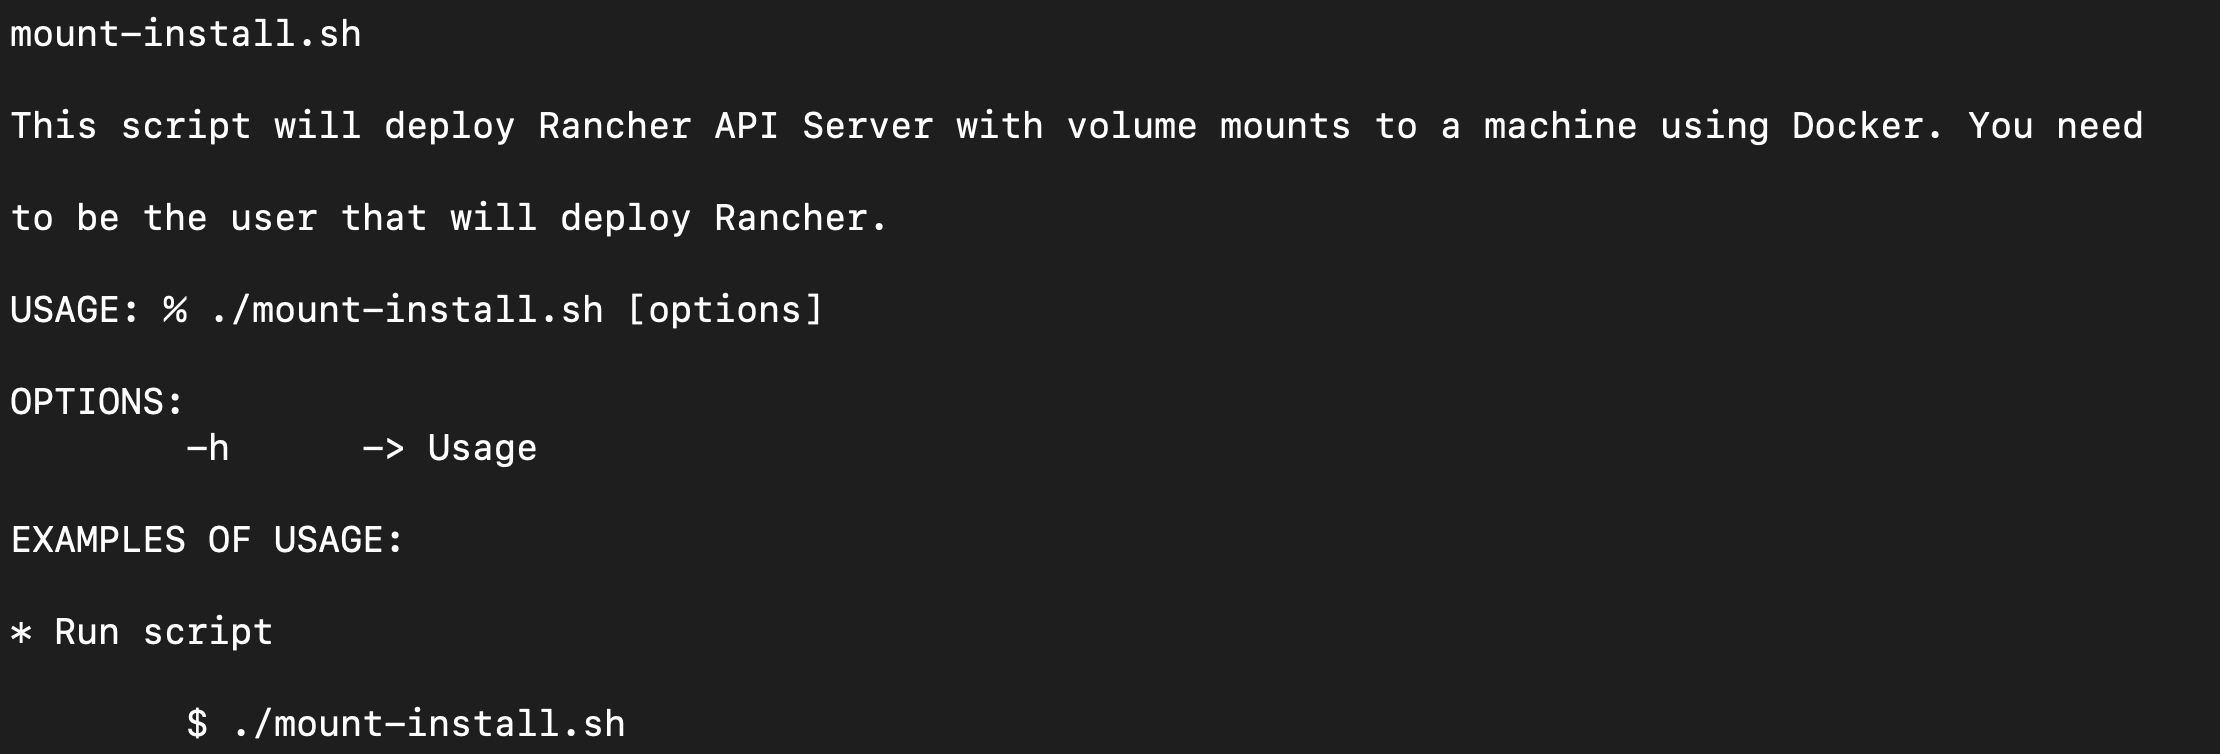 mount-install.sh
This script will deploy Rancher API Server with volume mounts to a machine using Docker. You need
to be the user that will deploy Rancher.
USAGE: % ./mount-install.sh [options]
OPTIONS:
-h -> Usage
EXAMPLES OF USAGE:
* Run script
$ ./mount-install.sh